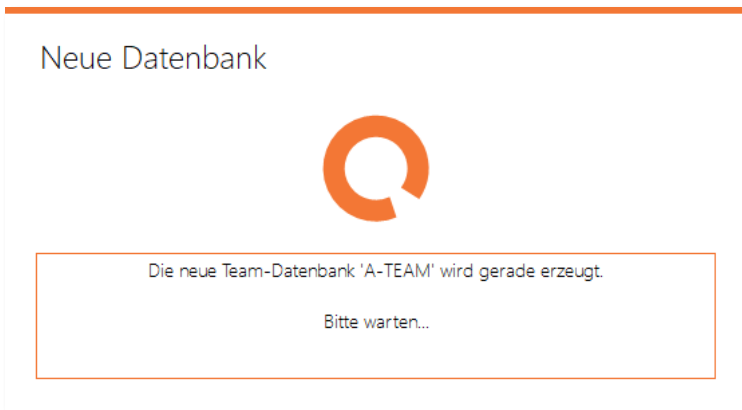 Neue Datenbank
Die neue Team-Datenbank 'A-TEAM' wird gerade erzeugt.
Bitte warten...